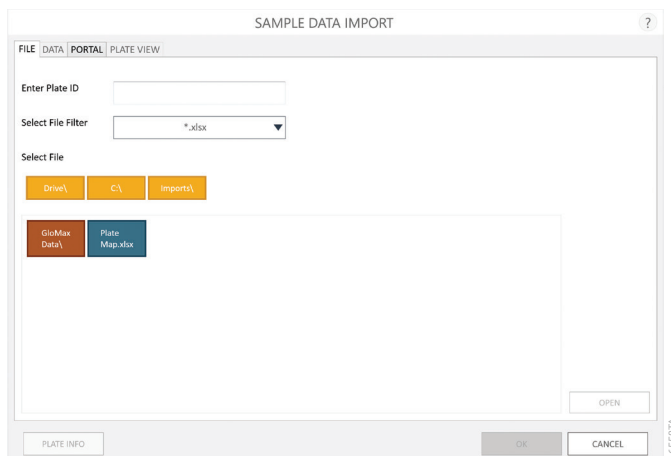 SAMPLE DATA IMPORT
?
FILE DATA PORTAL PLATE VIEW
Enter Plate ID
Select File Filter
*.xlsx
Select File
Drive\ C:\ Imports\
GloMax Plate
Data\ Map.xlsx
OPEN
PLATE INFO OK CANCEL